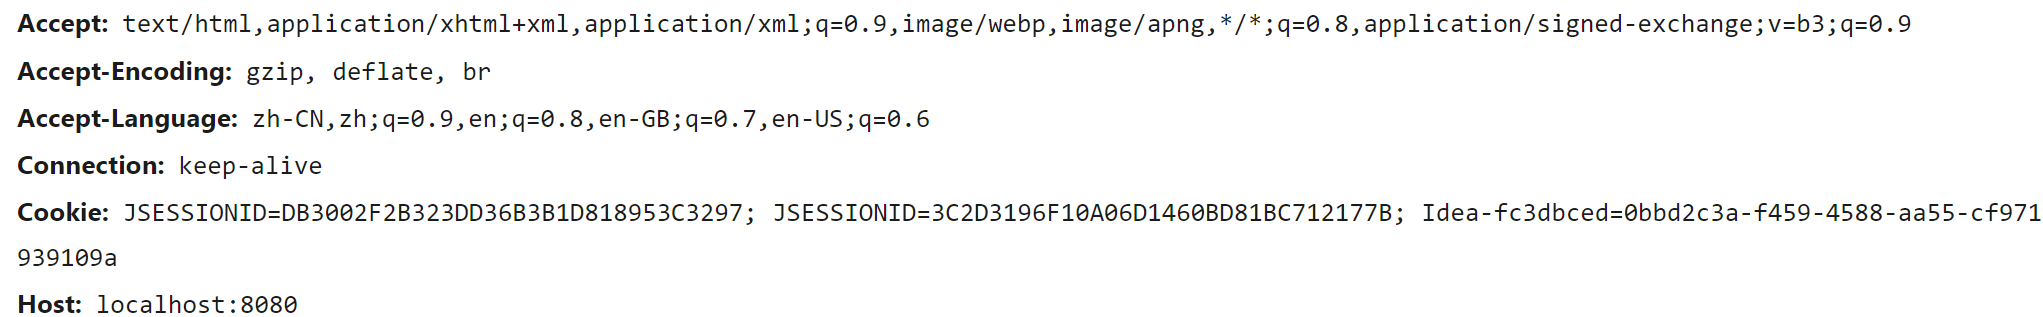 Accept: text/html,application/xhtml+xml,application/xml;q=0.9,image/webp,image/apng,*/*;q=0.8,application/signed-exchange;v=b3;q=0.9
Accept-Encoding: gzip, deflate, br
Accept-Language: zh-CN,zh;q=0.9,en;q=0.8,en-GB;q=0.7,en-US;q=0.6
Connection: keep-alive
Cookie: JSESSIONID=DB3002F2B323DD36B3B1D818953C3297; JSESSIONID=3C2D3196F10A06D1460BD81BC712177B; Idea-fc3dbced=0bbd2c3a-f459-4588-aa55-cf971
939109a
Host: localhost:8080